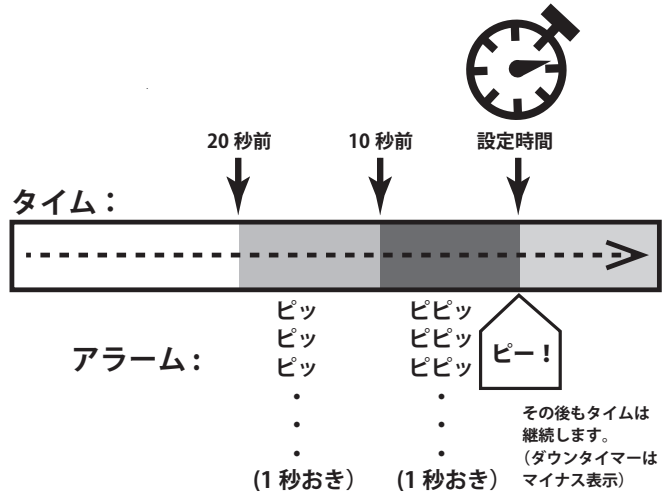 20 秒前
10 秒前
設定時間
タイム：
アラーム：
ピッ
ピッ
ピッ
・
・
・
(1 秒おき）
ピピッ
ピピッ
ピピッ
・
・
・
(1 秒おき）
ピー！
その後もタイムは
継続します。
（ダウンタイマーは
マイナス表示）